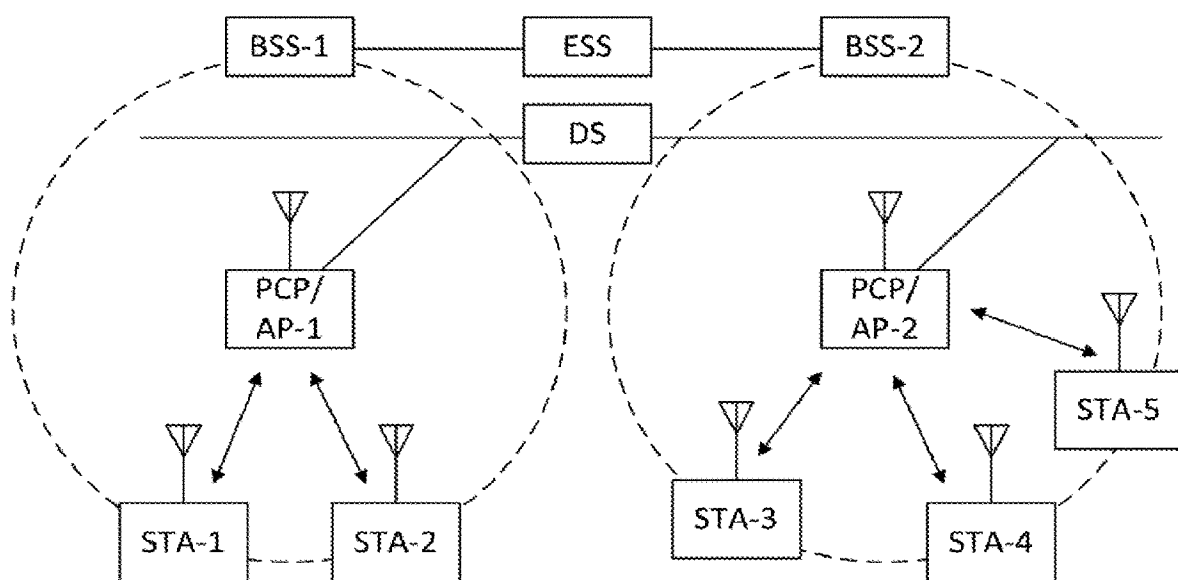 BSS-1
ESS
BSS-2
DS
PCP/
AP-1
PCP/
AP-2
STA-5
STA-3
STA-1
STA-2
STA-4